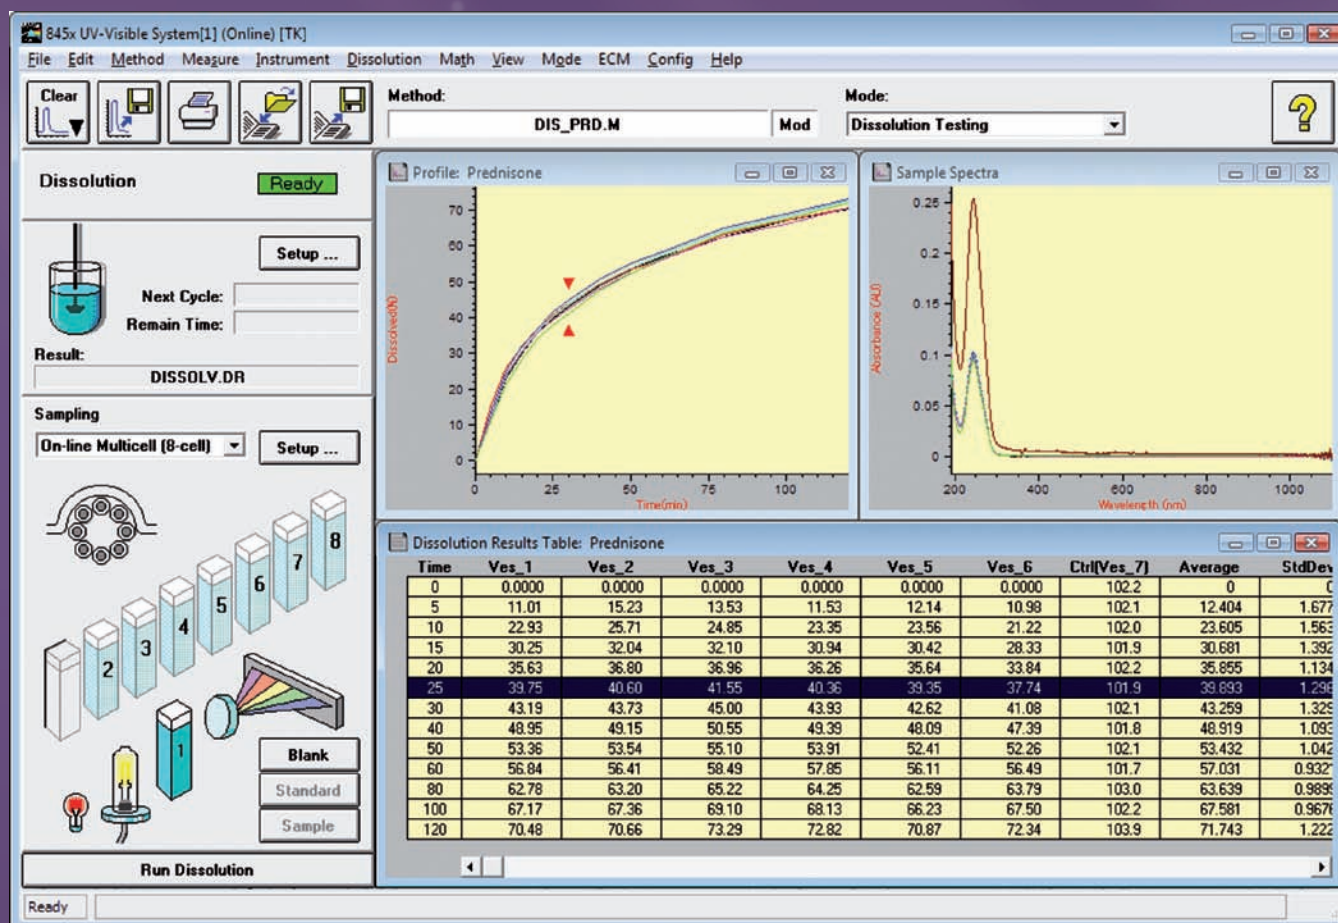 845x UV-Visible System[1] (Online) [TK]
File Edit Method Measure Instrument Dissolution Math View Mode ECM Config Help
Clear
Method:
DIS_PRD.M
Mod
Mode:
Dissolution Testing
?
Dissolution
Ready
Setup ...
Next Cycle:
Remain Time:
Result:
DISSOLV.DR
Sampling
On-line Multicell (8-cell)
Setup ...
8
7
6
5
4
3
2
1
Blank
Standard
Sample
Run Dissolution
Ready
Profile: Prednisone
Dissolved(%)
70
60
50
40
30
20
10
0
0 25 50 75 100
Time(min)
Sample Spectra
Absorbance (AU)
0.25
0.2
0.15
0.1
0.05
0
200 400 600 800 1000
Wavelength (nm)
Dissolution Results Table: Prednisone
Time Ves_1 Ves_2 Ves_3 Ves_4 Ves_5 Ves_6 Ctrl(Ves_7) Average StdDev
0 0.0000 0.0000 0.0000 0.0000 0.0000 0.0000 102.2 0
5 11.01 15.23 13.53 11.53 12.14 10.98 102.1 12.404 1.677
10 22.93 25.71 24.85 23.35 23.56 21.22 102.0 23.605 1.563
15 30.25 32.04 32.10 30.94 30.42 28.33 101.9 30.681 1.392
20 35.63 36.80 36.96 36.26 35.64 33.84 102.2 35.855 1.134
25 39.75 40.60 41.55 40.36 39.35 37.74 101.9 39.893 1.298
30 43.19 43.73 45.00 43.93 42.62 41.08 102.1 43.259 1.329
40 48.95 49.15 50.55 49.39 48.09 47.39 101.8 48.919 1.093
50 53.36 53.54 55.10 53.91 52.41 52.26 102.1 53.432 1.042
60 56.84 56.41 58.49 57.85 56.11 56.49 101.7 57.031 0.932
80 62.78 63.20 65.22 64.25 62.59 63.79 103.0 63.639 0.989
100 67.17 67.36 69.10 68.13 66.23 67.50 102.2 67.581 0.967
120 70.48 70.66 73.29 72.82 70.87 72.34 103.9 71.743 1.222